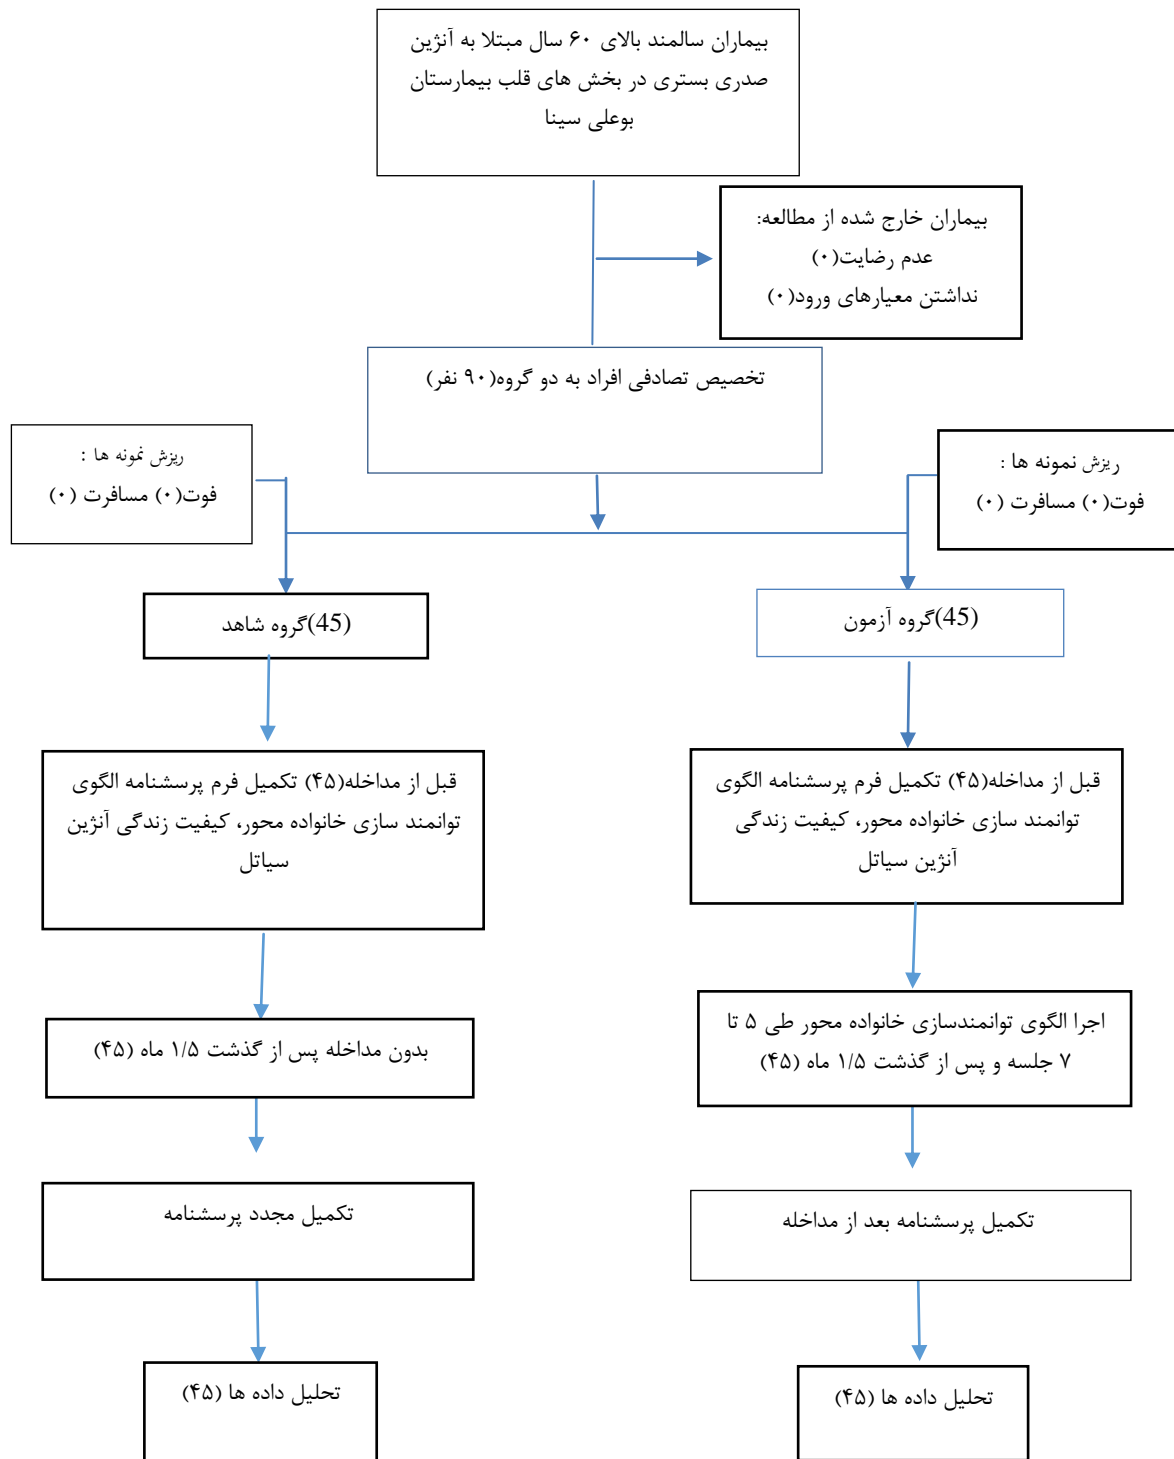 بیماران سالمند بالای ۶۰ سال مبتلا به آنژین
صدری بستری در بخش های قلب بیمارستان
بوعلی سینا
بیماران خارج شده از مطالعه:
عدم رضایت(۰)
نداشتن معیارهای ورود(۰)
تخصیص تصادفی افراد به دو گروه(۹۰ نفر)
ریزش نمونه ها :
فوت(۰) مسافرت (۰)
ریزش نمونه ها :
فوت(۰) مسافرت (۰)
(45)گروه آزمون
(45)گروه شاهد
قبل از مداخله(۴۵) تکمیل فرم پرسشنامه الگوی
توانمند سازی خانواده محور، کیفیت زندگی
آنژین سیاتل
قبل از مداخله(۴۵) تکمیل فرم پرسشنامه الگوی
توانمند سازی خانواده محور، کیفیت زندگی آنژین
سیاتل
اجرا الگوی توانمندسازی خانواده محور طی ۵ تا
۷ جلسه و پس از گذشت ۱/۵ ماه (۴۵)
بدون مداخله پس از گذشت ۱/۵ ماه (۴۵)
تکمیل پرسشنامه بعد از مداخله
تکمیل مجدد پرسشنامه
تحلیل داده ها (۴۵)
تحلیل داده ها (۴۵)